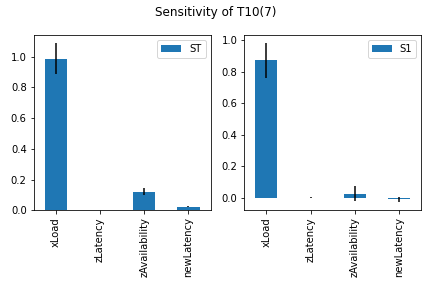 Sensitivity of T10(7)
ST
1.0
0.8
0.6
0.4
0.2
0.0
xLoad
zLatency
zAvailability
newLatency
S1
1.0
0.8
0.6
0.4
0.2
0.0
xLoad
zLatency
zAvailability
newLatency